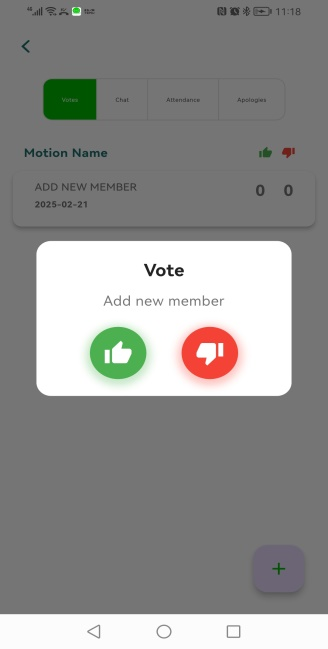 11:18
Votes
Chat
Attendance
Apologies
Motion Name
ADD NEW MEMBER
0 0
2025-02-21
Vote
Add new member
+